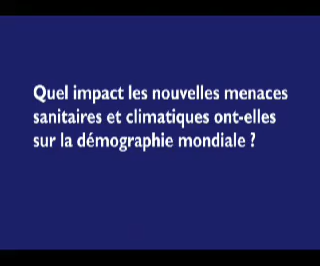 Quel impact les nouvelles menaces
sanitaires et climatiques ont-elles
sur la démographie mondiale ?